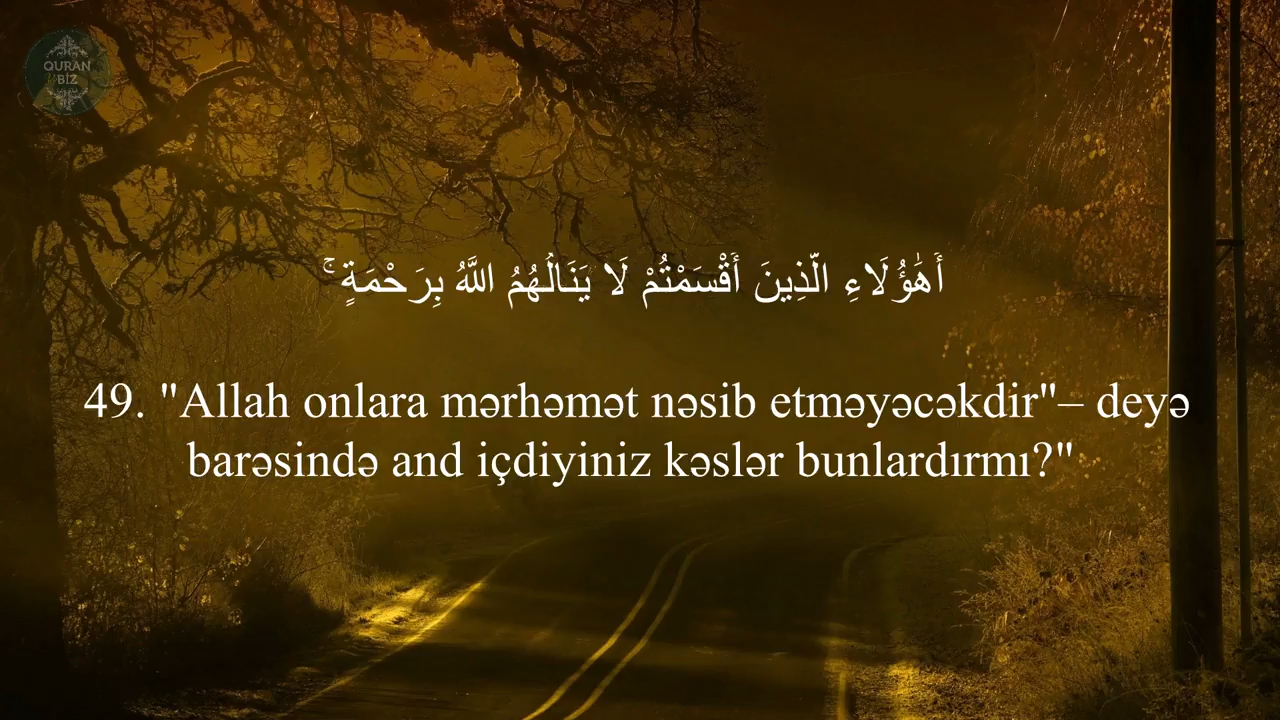 QURAN
BİZ
أَهَٰؤُلَاءِ الَّذِينَ أَقْسَمْتُمْ لَا يَنَالُهُمُ اللَّهُ بِرَحْمَةٍ ۚ
49. "Allah onlara mərhəmət nəsib etməyəcəkdir"– deyə
barəsində and içdiyiniz kəslər bunlardırmı?"